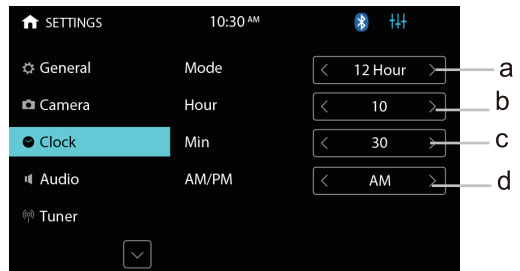 SETTINGS 10:30 AM
General Mode 12 Hour a
Camera Hour 10 b
Clock Min 30 c
Audio AM/PM AM d
Tuner